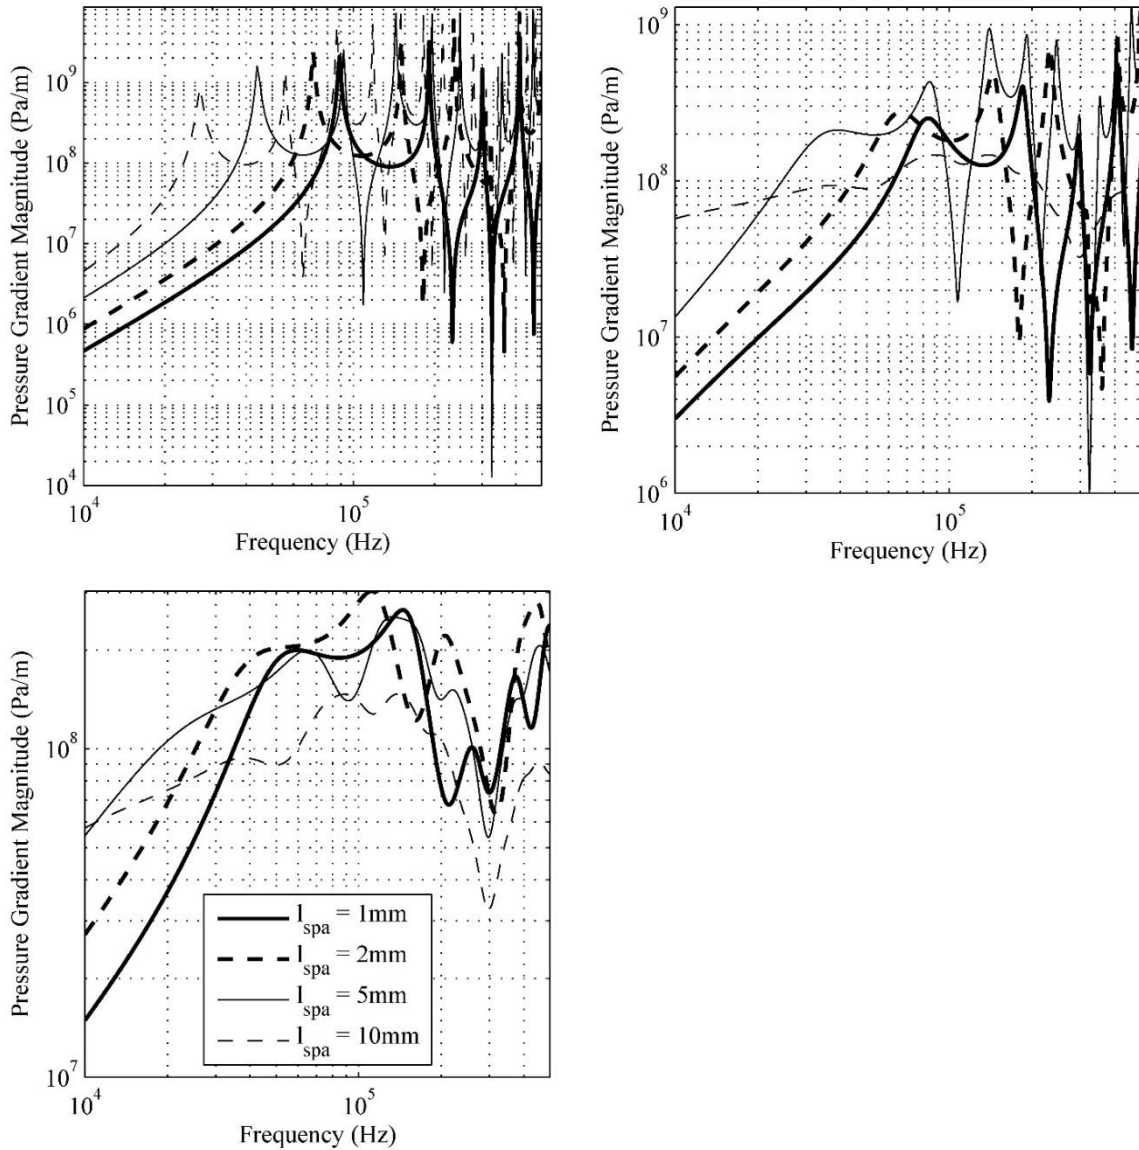 Pressure Gradient Magnitude (Pa/m)
10^9
10^8
10^7
10^6
10^5
10^4
10^4
10^5
Frequency (Hz)
Pressure Gradient Magnitude (Pa/m)
10^9
10^8
10^7
10^6
10^4
10^5
Frequency (Hz)
Pressure Gradient Magnitude (Pa/m)
10^8
10^7
10^4
10^5
Frequency (Hz)
l_spa = 1mm
l_spa = 2mm
l_spa = 5mm
l_spa = 10mm